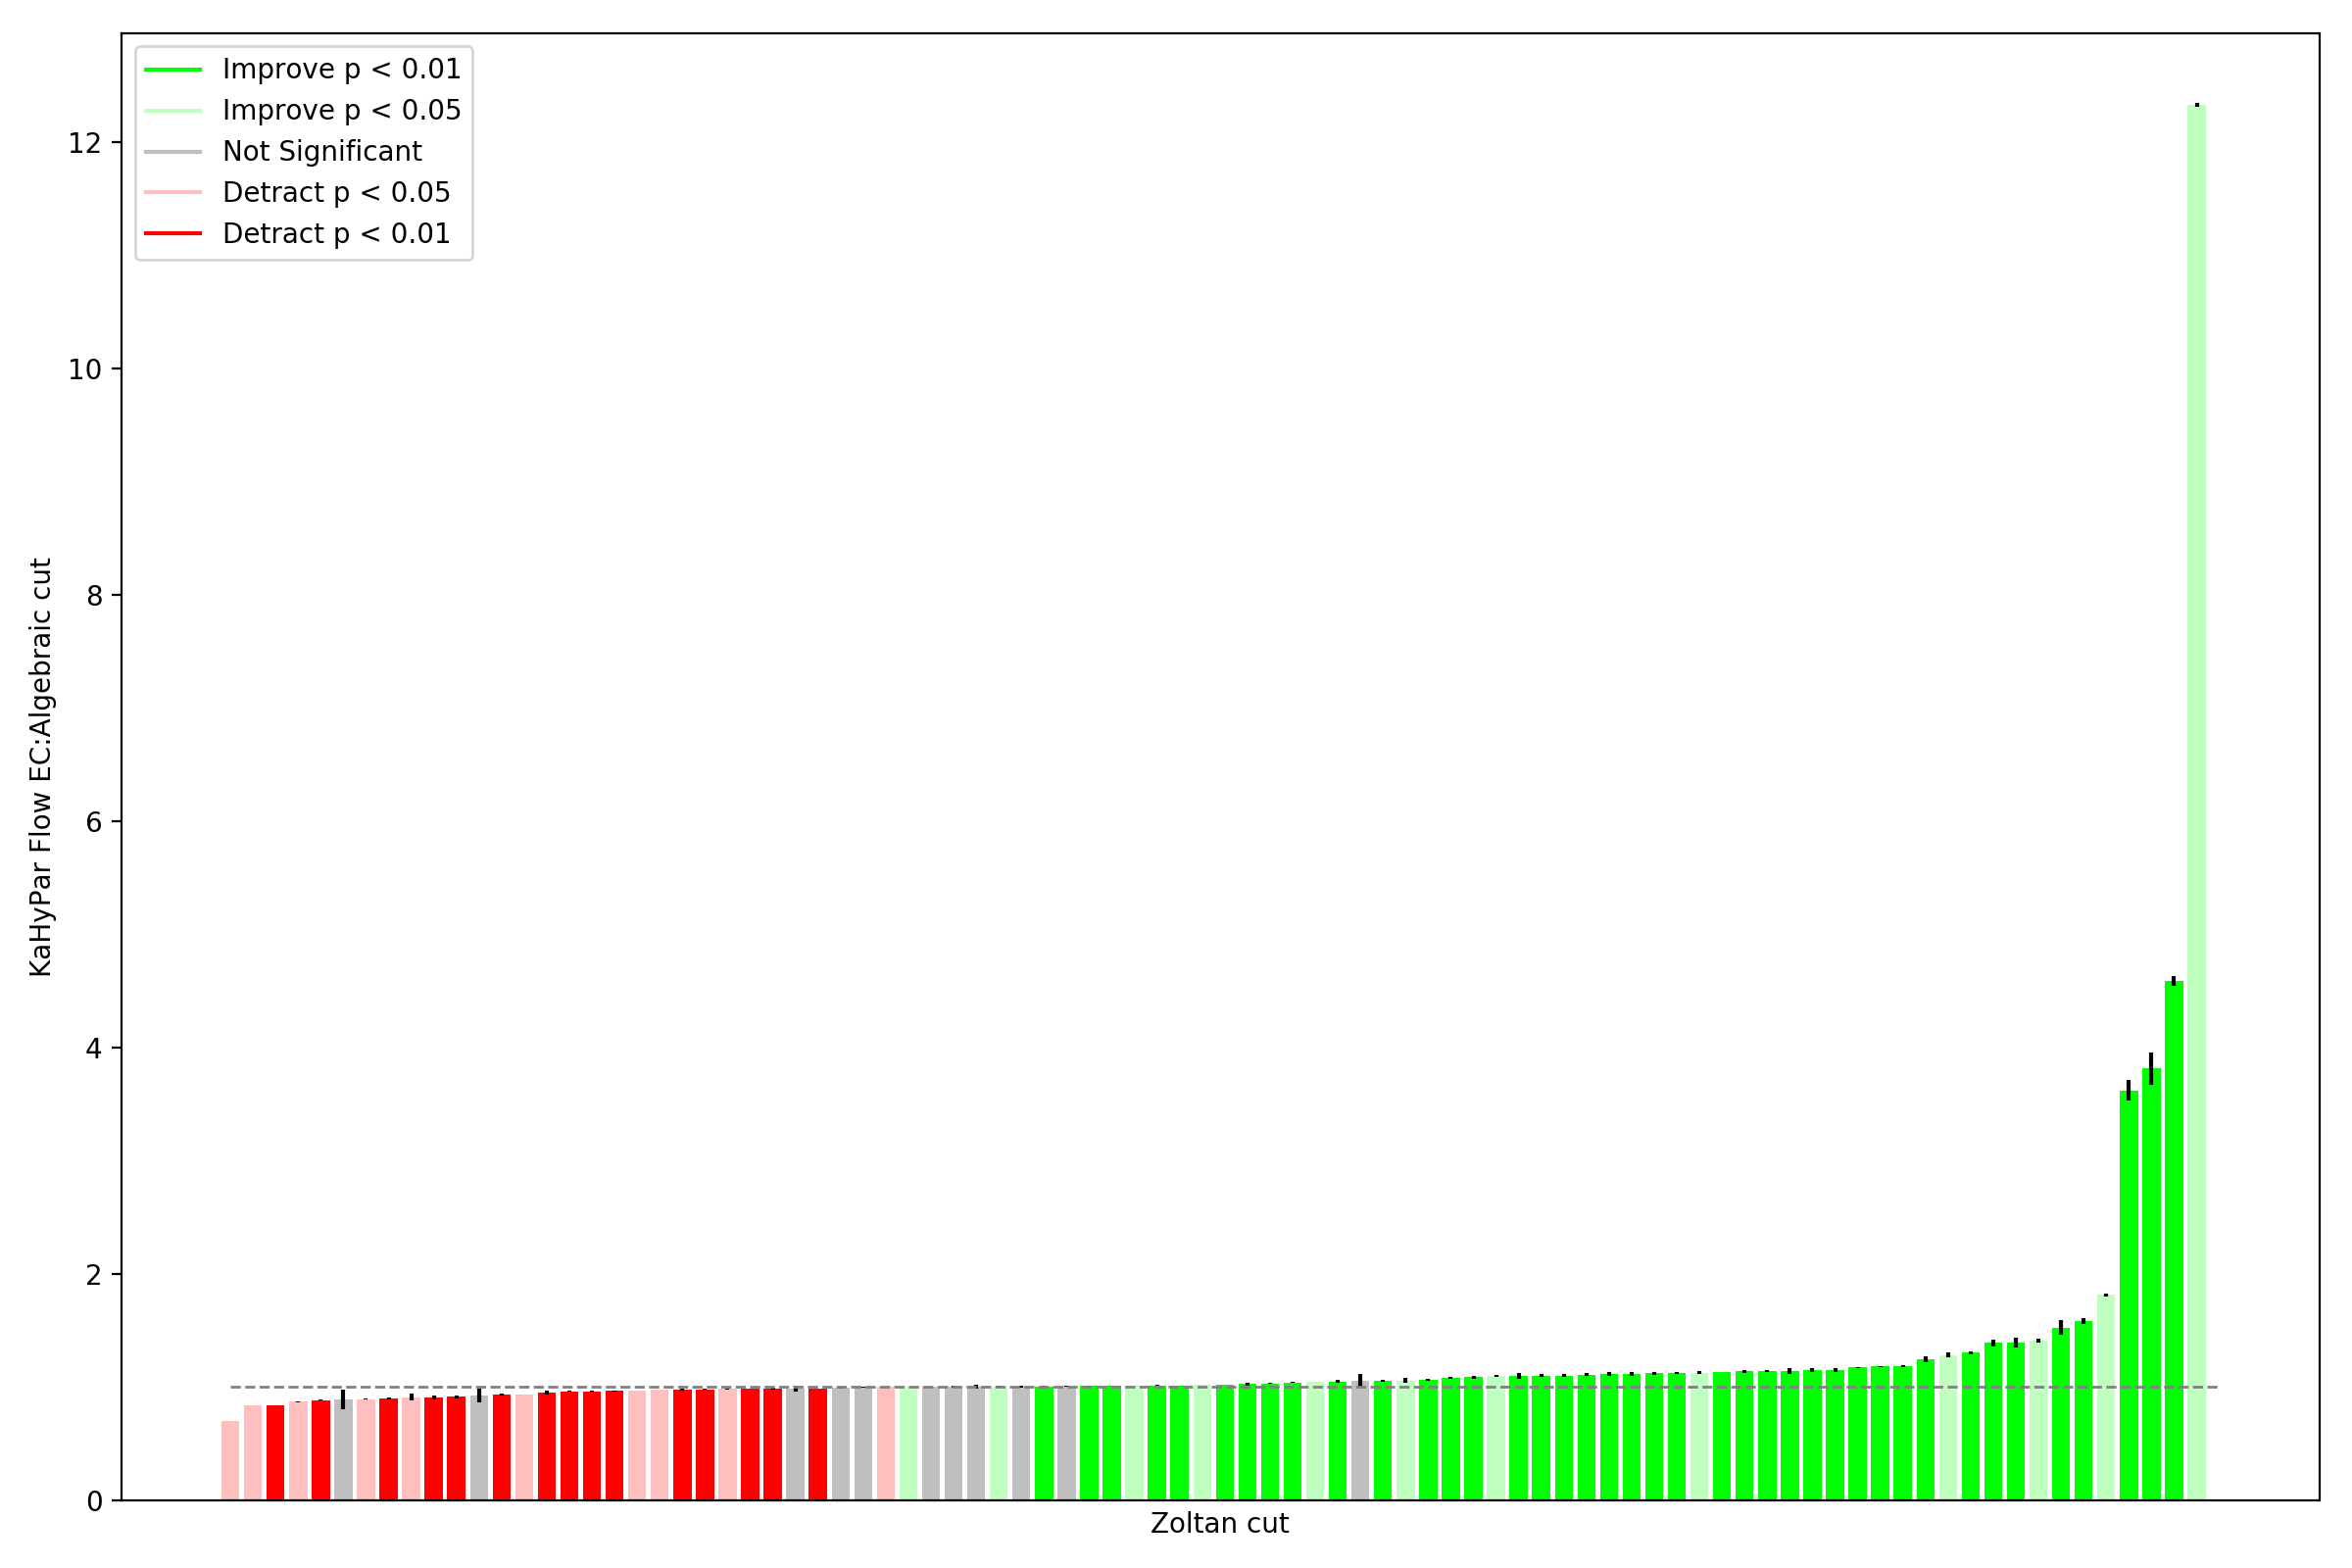 Improve p < 0.01
Improve p < 0.05
Not Significant
Detract p < 0.05
Detract p < 0.01
12
10
8
6
4
2
0
KaHyPar Flow EC:Algebraic cut
Zoltan cut